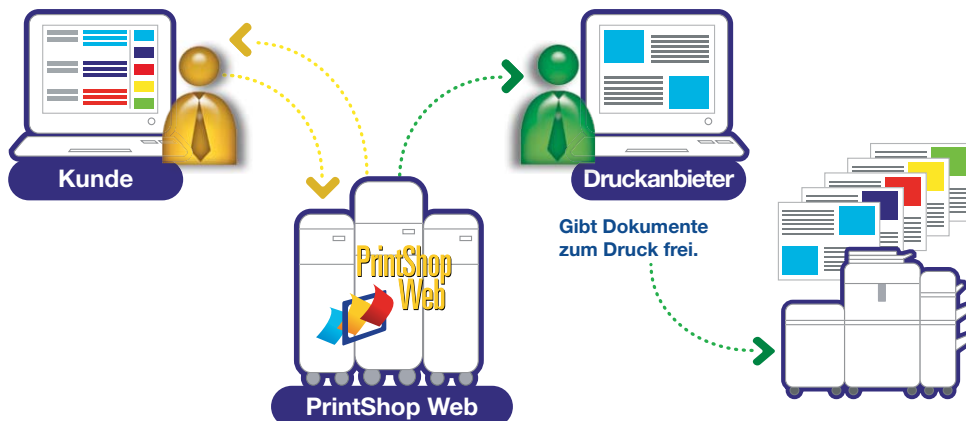 Kunde
Druckanbieter
Gibt Dokumente
zum Druck frei.
PrintShop
Web
PrintShop Web